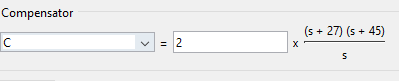 Compensator
C = 2 x (s + 27) (s + 45)
s